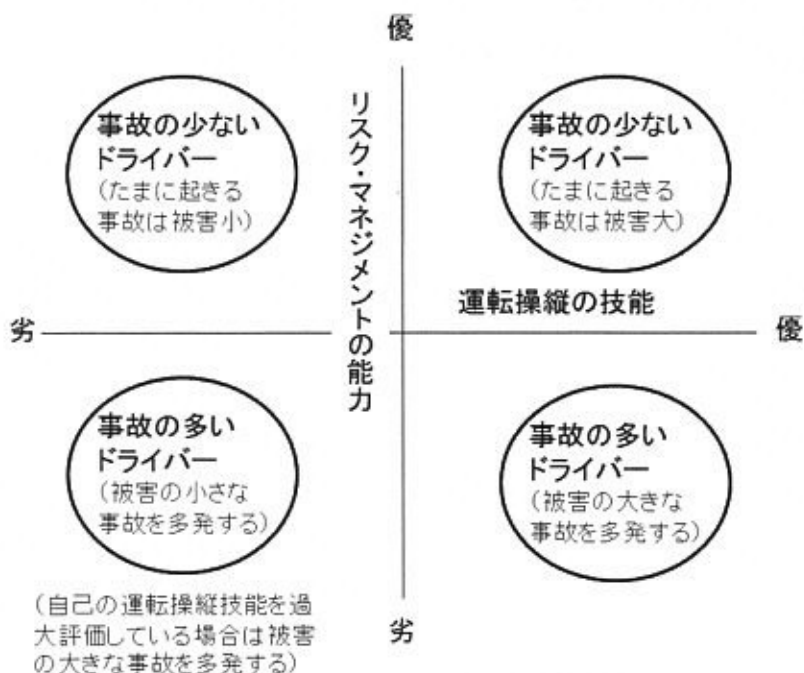 優
事故の少ない
ドライバー
(たまに起きる
事故は被害小)
リスク・マネジメントの能力
事故の少ない
ドライバー
(たまに起きる
事故は被害大)
運転操縦の技能
劣
優
事故の多い
ドライバー
(被害の小さな
事故を多発する)
事故の多い
ドライバー
(被害の大きな
事故を多発する)
(自己の運転操縦技能を過
大評価している場合は被害
の大きな事故を多発する)
劣